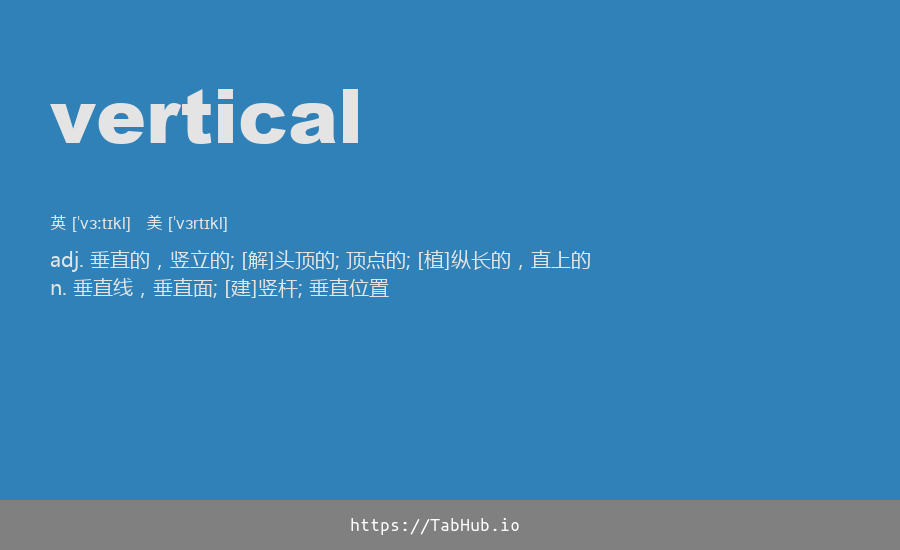 vertical
英 ['vɜːtɪkl] 美 ['vɜrtɪkl]
adj. 垂直的，竖立的; [解]头顶的; 顶点的; [植]纵长的，直上的
n. 垂直线，垂直面; [建]竖杆; 垂直位置
https://TabHub.io